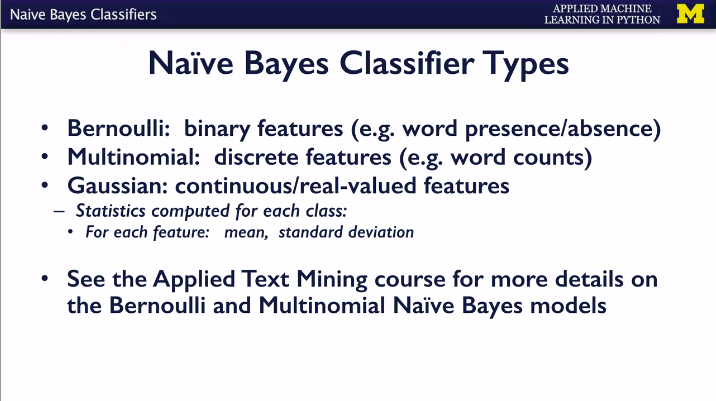 Naive Bayes Classifiers
APPLIED MACHINE
LEARNING IN PYTHON
M
Naïve Bayes Classifier Types
• Bernoulli: binary features (e.g. word presence/absence)
• Multinomial: discrete features (e.g. word counts)
• Gaussian: continuous/real-valued features
– Statistics computed for each class:
• For each feature: mean, standard deviation
• See the Applied Text Mining course for more details on
the Bernoulli and Multinomial Naïve Bayes models